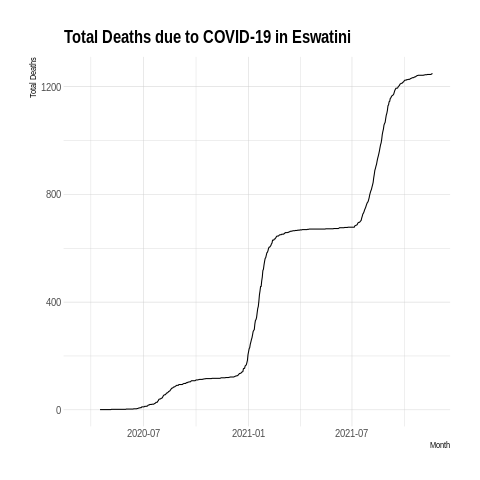 Total Deaths due to COVID-19 in Eswatini
Total Deaths
1200
800
400
0
2020-07 2021-01 2021-07
Month